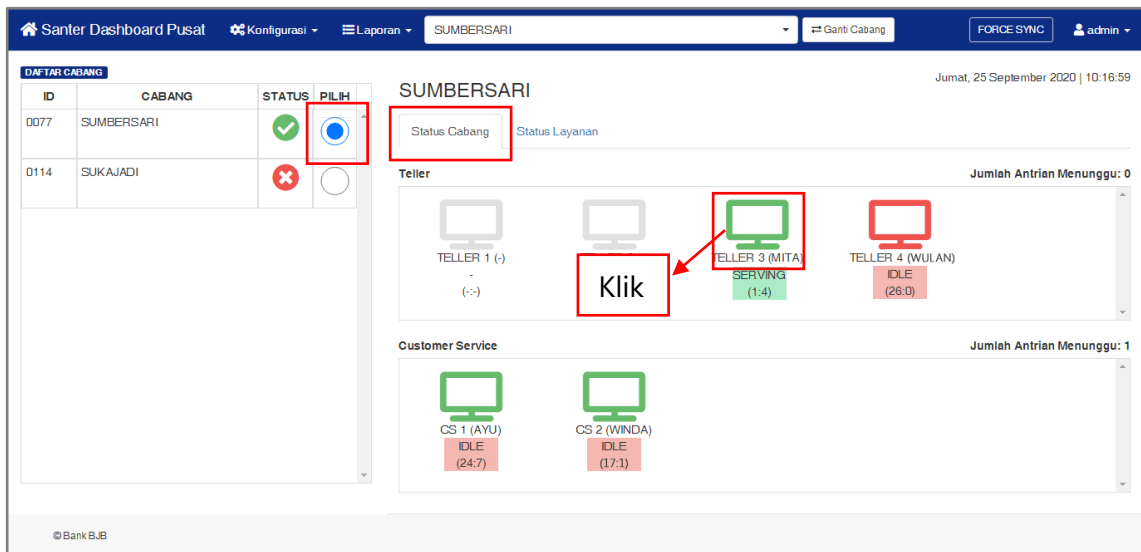 Santer Dashboard Pusat Konfigurasi Laporan SUMBERSARI Ganti Cabang FORCE SYNC admin
DAFTAR CABANG
ID CABANG STATUS PILIH
0077 SUMBERSARI
0114 SUKAJADI
Jumat, 25 September 2020 | 10:16:59
SUMBERSARI
Status Cabang Status Layanan
Teller Jumlah Antrian Menunggu: 0
TELLER 1 (-) TELLER 3 (MITA) TELLER 4 (WULAN)
- SERVING IDLE
(-:-) (1:4) (26:0)
Klik
Customer Service Jumlah Antrian Menunggu: 1
CS 1 (AYU) CS 2 (WINDA)
IDLE IDLE
(24:7) (17:1)
© Bank BJB